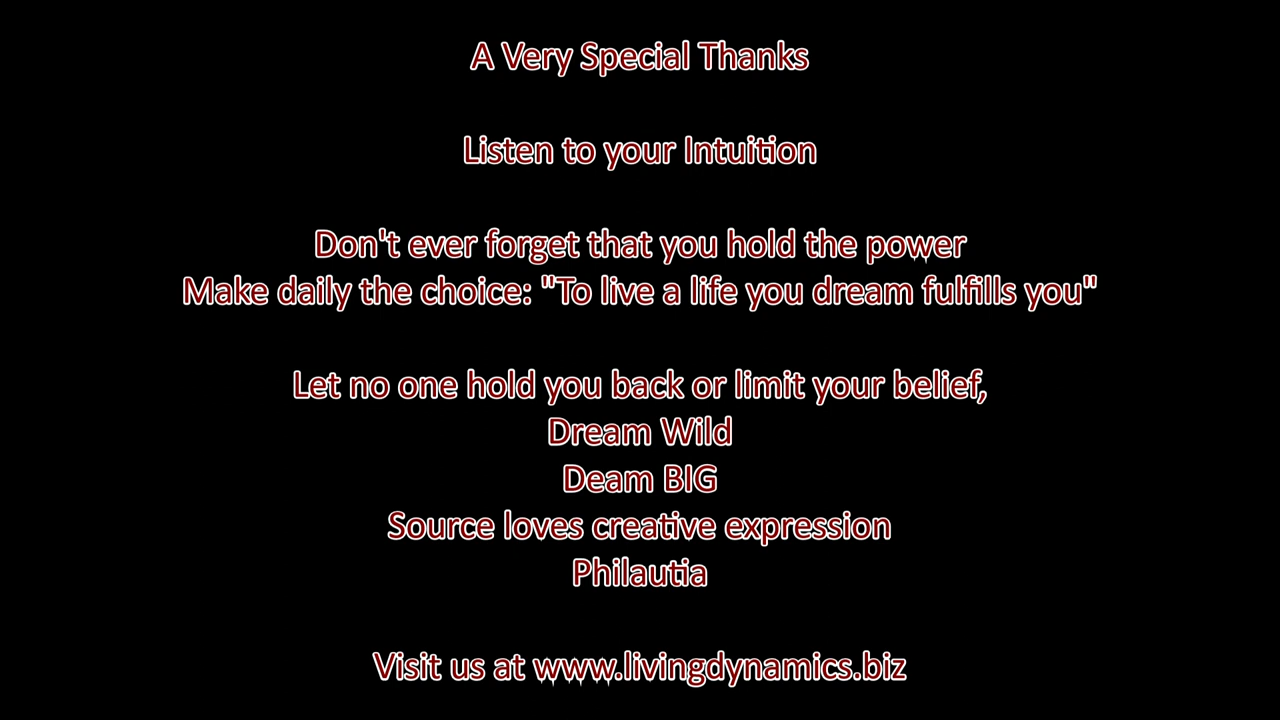 A Very Special Thanks
Listen to your Intuition
Don't ever forget that you hold the power
Make daily the choice: "To live a life you dream fulfills you"
Let no one hold you back or limit your belief,
Dream Wild
Deam BIG
Source loves creative expression
Philautia
Visit us at www.livingdynamics.biz